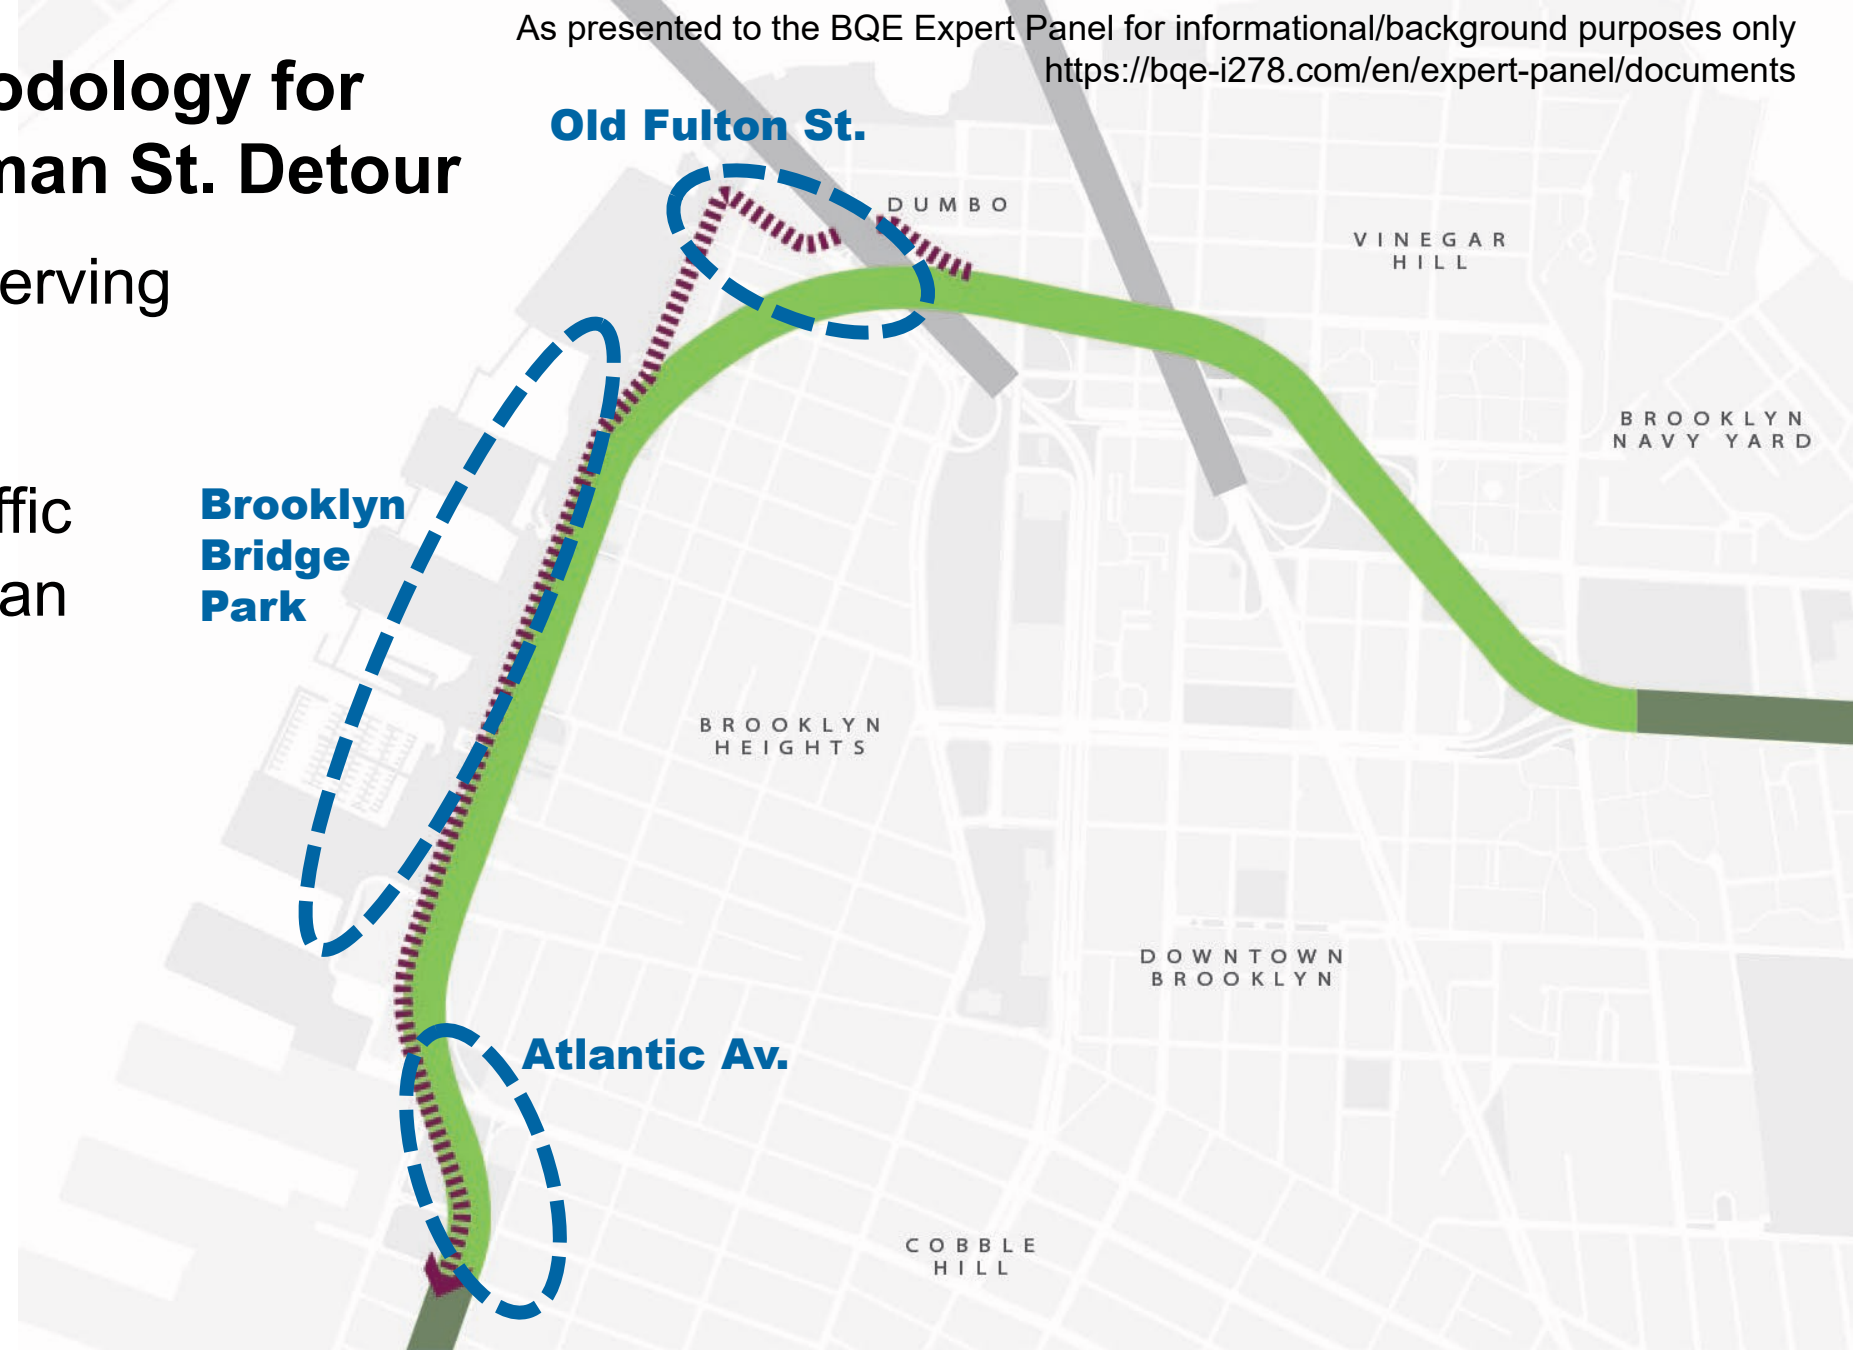 As presented to the BQE Expert Panel for informational/background purposes only
https://bqe-i278.com/en/expert-panel/documents
odology for
man St. Detour
erving
ffic
an
Old Fulton St.
DUMBO
VINEGAR
HILL
BROOKLYN
NAVY YARD
Brooklyn
Bridge
Park
BROOKLYN
HEIGHTS
DOWNTOWN
BROOKLYN
Atlantic Av.
COBBLE
HILL